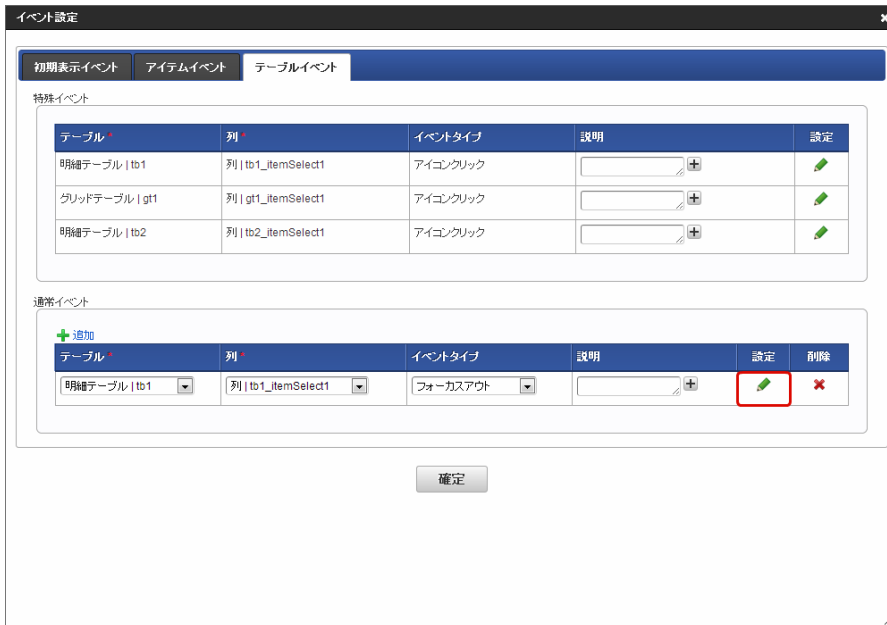 イベント設定
初期表示イベント アイテムイベント テーブルイベント
特殊イベント
テーブル * 列 * イベントタイプ 説明 設定
明細テーブル | tb1 列 | tb1_itemSelect1 アイコンクリック
グリッドテーブル | gt1 列 | gt1_itemSelect1 アイコンクリック
明細テーブル | tb2 列 | tb2_itemSelect1 アイコンクリック
通常イベント
追加
テーブル * 列 * イベントタイプ 説明 設定 削除
明細テーブル | tb1 列 | tb1_itemSelect1 フォーカスアウト
確定